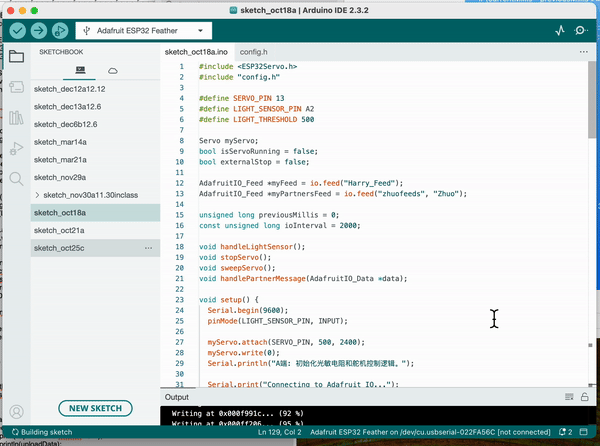 sketch_oct18a | Arduino IDE 2.3.2
Adafruit ESP32 Feather
SKETCHBOOK
sketch_dec12a12.12
sketch_dec13a12.6
sketch_dec6b12.6
sketch_mar14a
sketch_mar21a
sketch_nov29a
sketch_nov30a11.30inclass
sketch_oct18a
sketch_oct21a
sketch_oct25c
NEW SKETCH
sketch_oct18a.ino config.h
1 #include <ESP32Servo.h>
2 #include "config.h"
3
4 #define SERVO_PIN 13
5 #define LIGHT_SENSOR_PIN A2
6 #define LIGHT_THRESHOLD 500
7
8 Servo myServo;
9 bool isServoRunning = false;
10 bool externalStop = false;
11
12 AdafruitIO_Feed *myFeed = io.feed("Harry_Feed");
13 AdafruitIO_Feed *myPartnersFeed = io.feed("zhuofeeds", "Zhuo");
14
15 unsigned long previousMillis = 0;
16 const unsigned long ioInterval = 2000;
17
18 void handleLightSensor();
19 void stopServo();
20 void sweepServo();
21 void handlePartnerMessage(AdafruitIO_Data *data);
22
23 void setup() {
24 Serial.begin(9600);
25 pinMode(LIGHT_SENSOR_PIN, INPUT);
26
27 myServo.attach(SERVO_PIN, 500, 2400);
28 myServo.write(0);
29 Serial.println("A端: 初始化光敏电阻和舵机控制逻辑。");
30
31 Serial.print("Connecting to Adafruit IO...");
Output
Writing at 0x000f991c... (92 %)
Writing at 0x000ff206... (95 %)
Building sketch
Ln 129, Col 2 Adafruit ESP32 Feather on /dev/cu.usbserial-022FA56C [not connected] 2
println(uploadData);